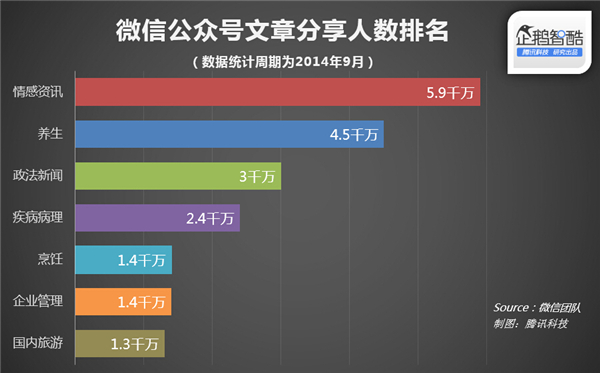 微信公众号文章分享人数排名
（数据统计周期为2014年9月）
企鹅智酷
腾讯科技 研究出品
情感资讯
5.9千万
养生
4.5千万
政法新闻
3千万
疾病病理
2.4千万
烹饪
1.4千万
企业管理
1.4千万
国内旅游
1.3千万
Source：微信团队
制图：腾讯科技